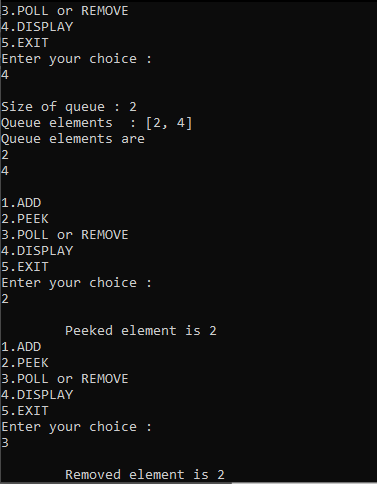 3.POLL or REMOVE
4.DISPLAY
5.EXIT
Enter your choice :
4
Size of queue : 2
Queue elements  : [2, 4]
Queue elements are
2
4
1.ADD
2.PEEK
3.POLL or REMOVE
4.DISPLAY
5.EXIT
Enter your choice :
2
Peeked element is 2
1.ADD
2.PEEK
3.POLL or REMOVE
4.DISPLAY
5.EXIT
Enter your choice :
3
Removed element is 2